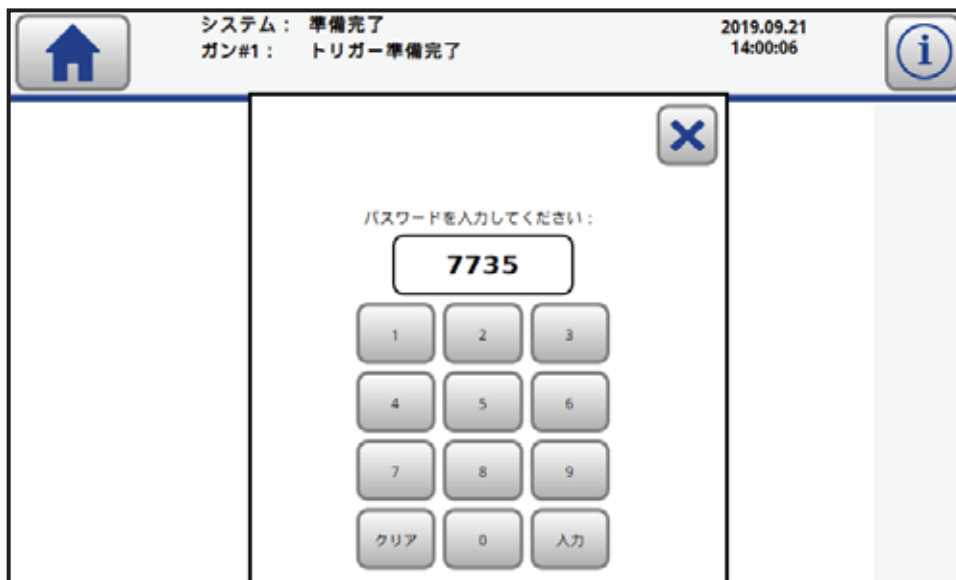 システム： 準備完了
ガン#1： トリガー準備完了
2019.09.21
14:00:06
i
パスワードを入力してください：
7735
1 2 3
4 5 6
7 8 9
クリア 0 入力